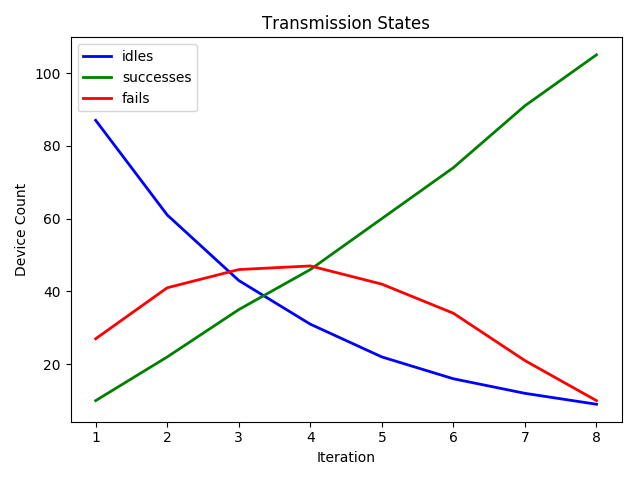 Transmission States
idles
successes
fails
Device Count
100
80
60
40
20
1 2 3 4 5 6 7 8
Iteration